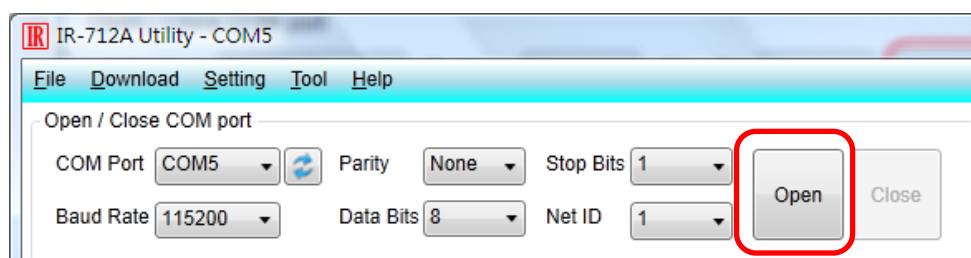 IR IR-712A Utility - COM5
File Download Setting Tool Help
Open / Close COM port
COM Port COM5 Parity None Stop Bits 1
Open Close
Baud Rate 115200 Data Bits 8 Net ID 1